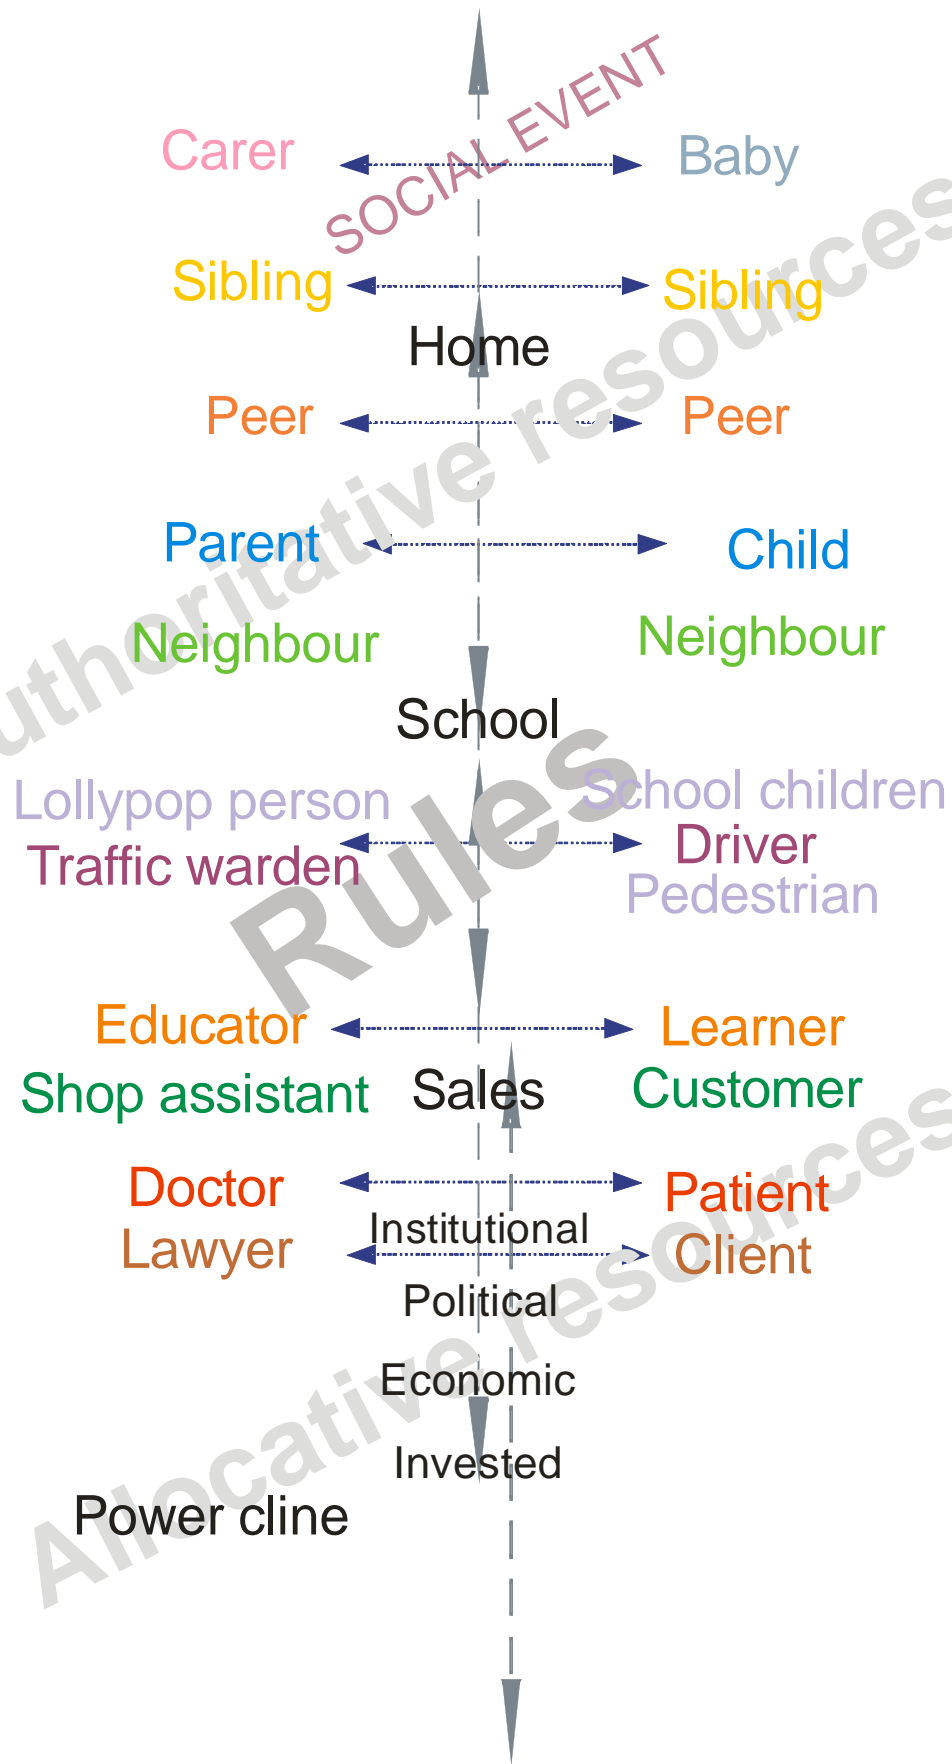 SOCIAL EVENT
Carer
Baby
Sibling
Sibling
Home
Peer
Peer
Authoritative resources
Parent
Child
Neighbour
Neighbour
School
Lollypop person
School children
Traffic warden
Driver
Pedestrian
Rules
Educator
Learner
Shop assistant
Sales
Customer
Doctor
Patient
Institutional
Lawyer
Client
Political
Economic
Allocative resources
Invested
Power cline